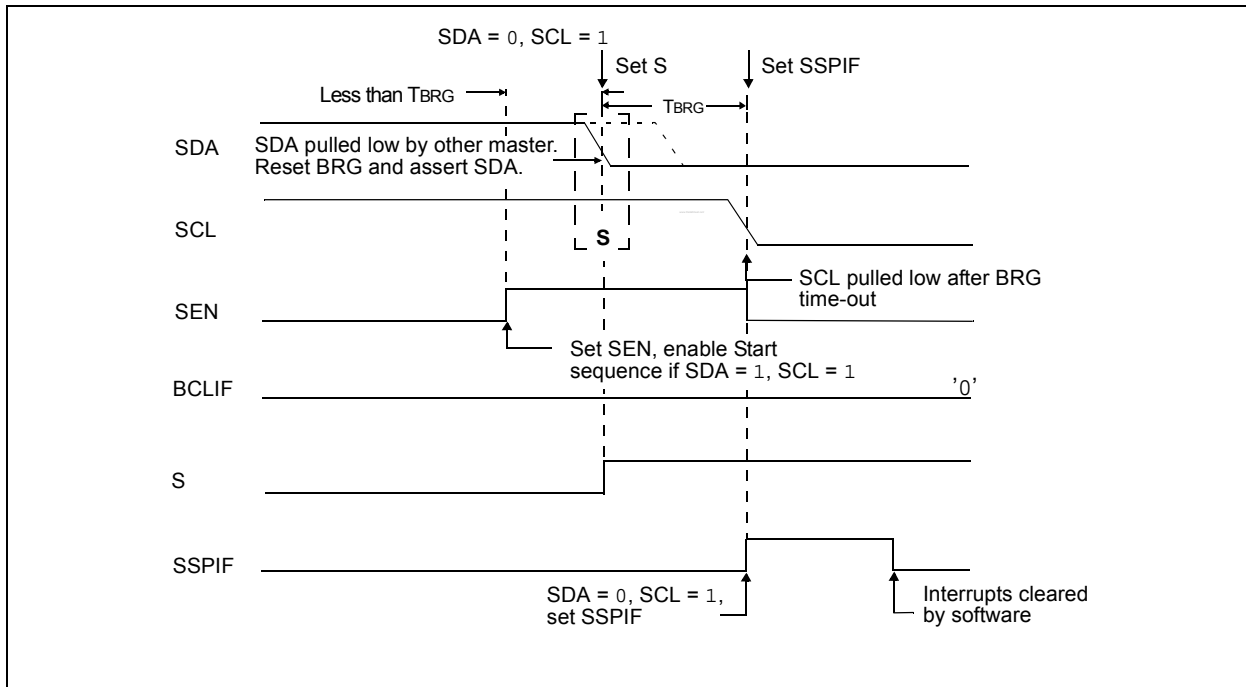 SDA = 0, SCL = 1
Set S
Set SSPIF
Less than TBRG
TBRG
SDA
SDA pulled low by other master.
Reset BRG and assert SDA.
SCL
S
SCL pulled low after BRG
time-out
SEN
Set SEN, enable Start
sequence if SDA = 1, SCL = 1
BCLIF
'0'
S
SSPIF
SDA = 0, SCL = 1,
set SSPIF
Interrupts cleared
by software